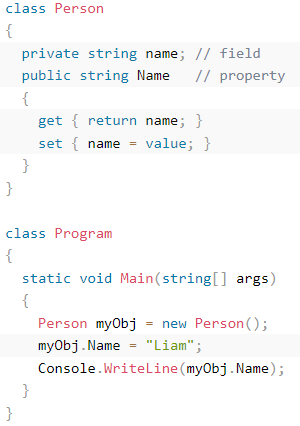 class Person
{
  private string name; // field
  public string Name   // property
  {
    get { return name; }
    set { name = value; }
  }
}

class Program
{
  static void Main(string[] args)
  {
    Person myObj = new Person();
    myObj.Name = "Liam";
    Console.WriteLine(myObj.Name);
  }
}